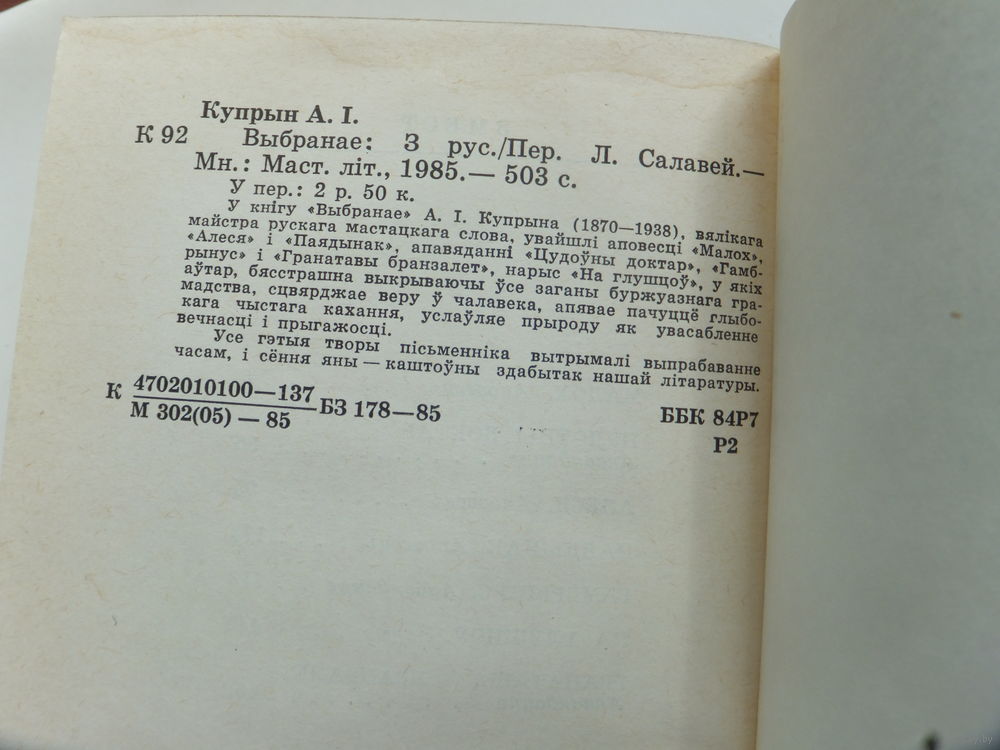 Купрын А. І.
К 92 Выбранае: З рус./Пер. Л. Салавей.—
Мн.: Маст. літ., 1985.— 503 с.
У пер.: 2 р. 50 к.
У кнігу «Выбранае» А. І. Купрына (1870—1938), вялікага
майстра рускага мастацкага слова, увайшлі аповесці «Малох»,
«Алеся» і «Паядынак», апавяданні «Цудоўны доктар», «Гамб-
рынус» і «Гранатавы бранзалет», нарыс «На глушцоў», у якіх
аўтар, бясстрашна выкрываючы ўсе заганы буржуазнага гра-
мадства, сцвярджае веру ў чалавека, апявае пачуццё глыбо-
кага чыстага кахання, услаўляе прыроду як увасабленне
вечнасці і прыгажосці.
Усе гэтыя творы пісьменніка вытрымалі выпрабаванне
часам, і сёння яны — каштоўны здабытак нашай літаратуры.
К 4702010100—137
М 302(05) — 85 БЗ 178—85
ББК 84Р7
Р2